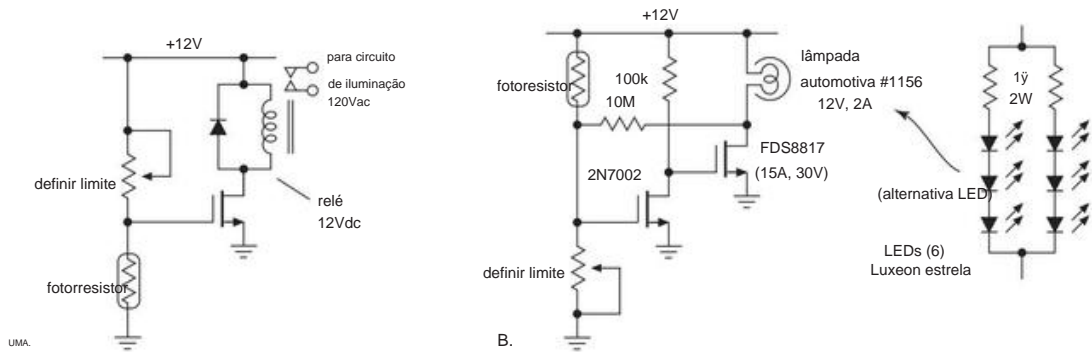 +12V
para circuito
de iluminação
120Vac
definir limite
relé
12Vdc
fotorresistor
UMA.
+12V
fotoresistor
100k
10M
lâmpada
automotiva #1156
12V, 2A
FDS8817
(15A, 30V)
2N7002
definir limite
B.
1ÿ
2W
(alternativa LED)
LEDs (6)
Luxeon estrela